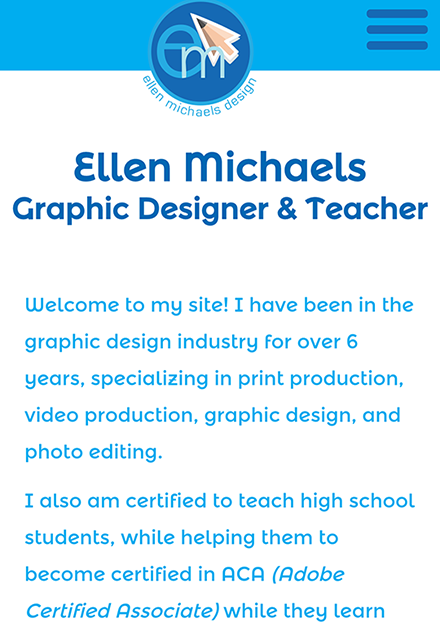 em
ellen michaels design
Ellen Michaels
Graphic Designer & Teacher
Welcome to my site! I have been in the
graphic design industry for over 6
years, specializing in print production,
video production, graphic design, and
photo editing.
I also am certified to teach high school
students, while helping them to
become certified in ACA (Adobe
Certified Associate) while they learn